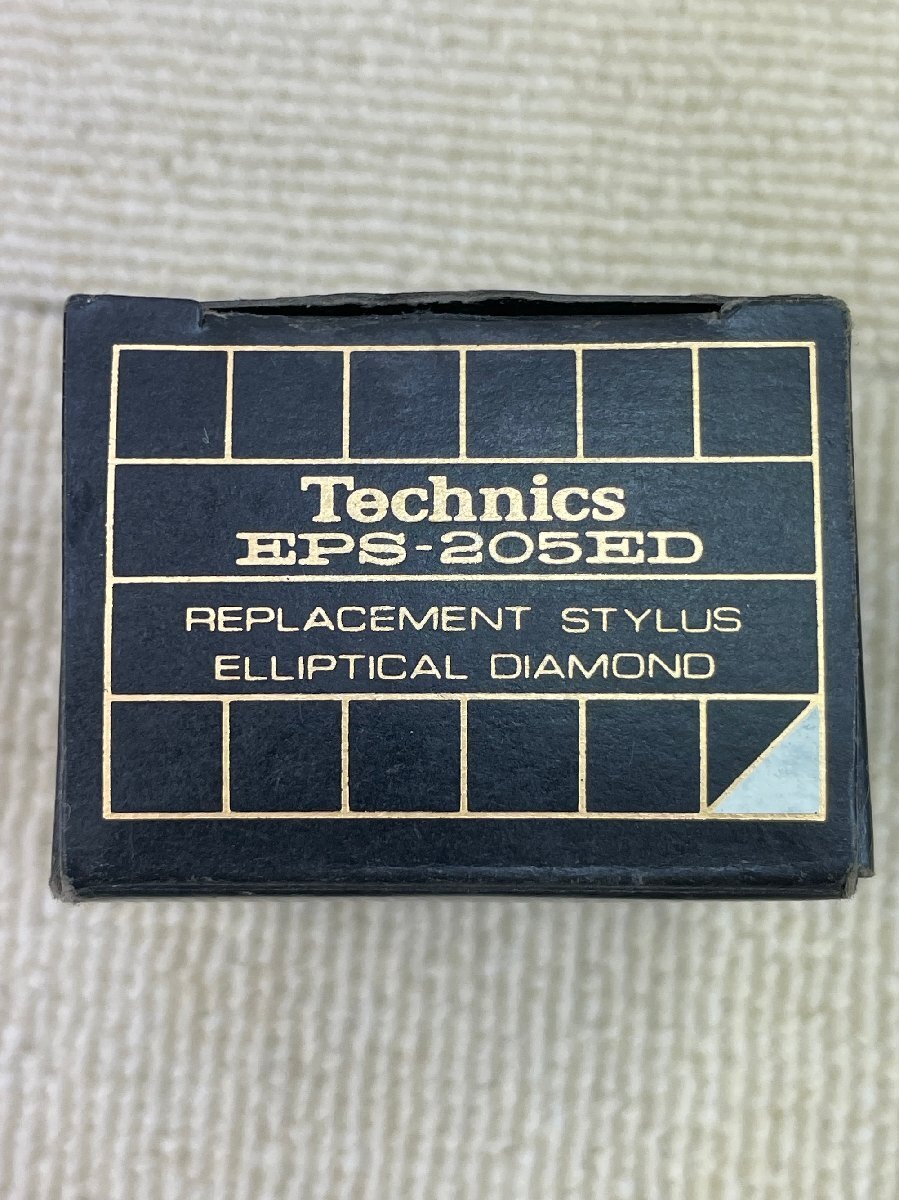 Technics
EPS-205ED
REPLACEMENT STYLUS
ELLIPTICAL DIAMOND